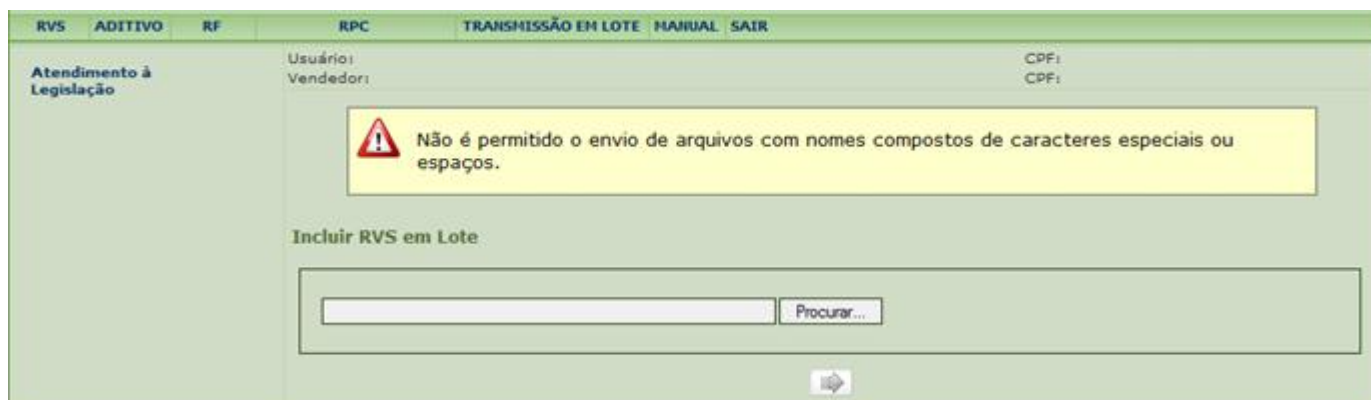 RVS ADITIVO RF RPC TRANSMISSÃO EM LOTE MANUAL SAIR
Atendimento à
Legislação
Usuário: CPF:
Vendedor: CPF:
Não é permitido o envio de arquivos com nomes compostos de caracteres especiais ou
espaços.
Incluir RVS em Lote
Procurar...